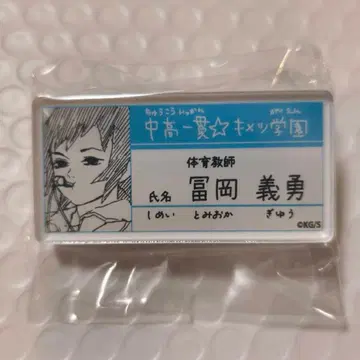 ちゅうこういっかん がくえん
中高一貫☆キメツ学園
体育教師
氏名 冨岡 義勇
しめい とみおか ぎゆう
©KG/S